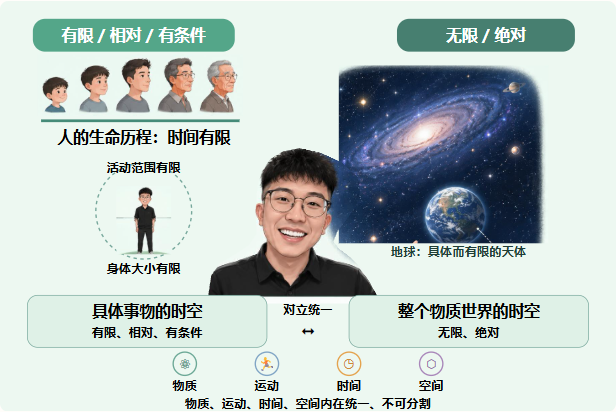 有限 / 相对 / 有条件
无限 / 绝对
人的生命历程：时间有限
活动范围有限
身体大小有限
地球：具体而有限的天体
具体事物的时空
有限、相对、有条件
对立统一
↔
整个物质世界的时空
无限、绝对
物质
运动
时间
空间
物质、运动、时间、空间内在统一、不可分割